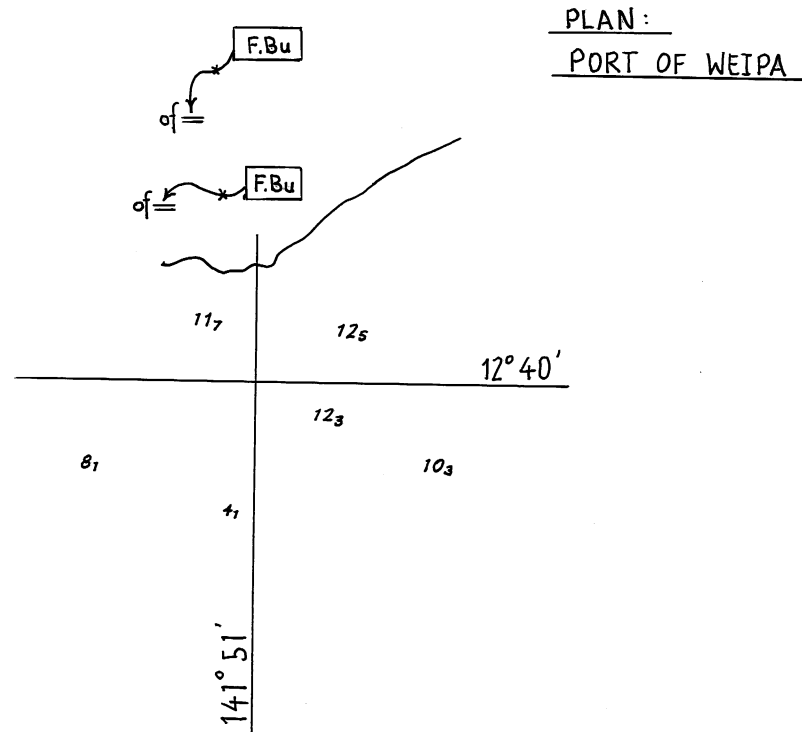 PLAN:
PORT OF WEIPA
F.Bu
of
F.Bu
of
11₇
12₅
12° 40'
12₃
8₁
10₃
4₁
141° 51'